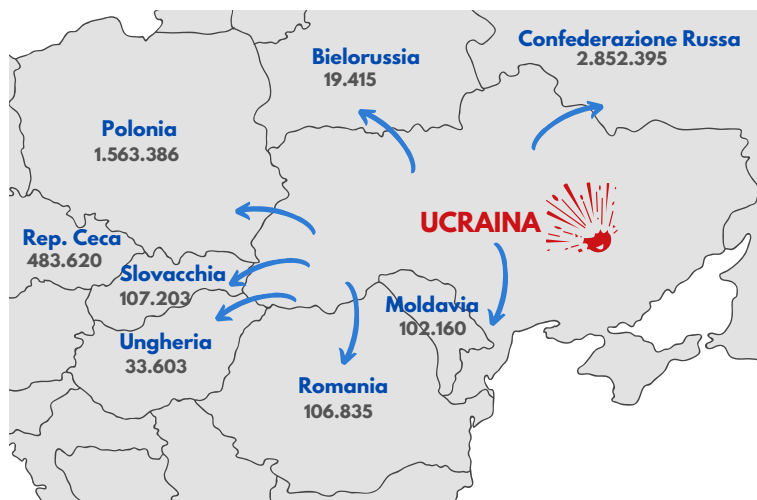 Bielorussia
19.415
Confederazione Russa
2.852.395
Polonia
1.563.386
UCRAINA
Rep. Ceca
483.620
Slovacchia
107.203
Moldavia
102.160
Ungheria
33.603
Romania
106.835